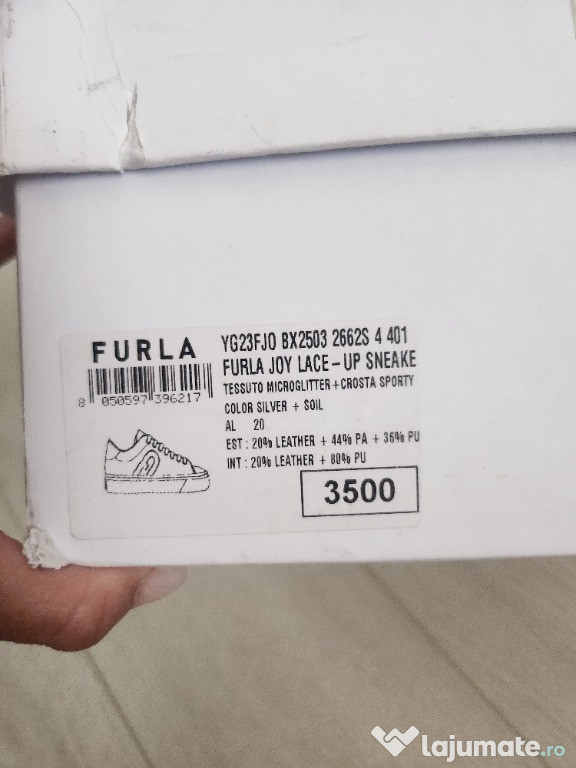 FURLA
8 050597 396217
YG23FJO BX2503 2662S 4 401
FURLA JOY LACE-UP SNEAKE
TESSUTO MICROGLITTER+CROSTA SPORTY
COLOR SILVER + SOIL
AL 20
EST : 20% LEATHER + 44% PA + 36% PU
INT : 20% LEATHER + 80% PU
3500
lajumate.ro